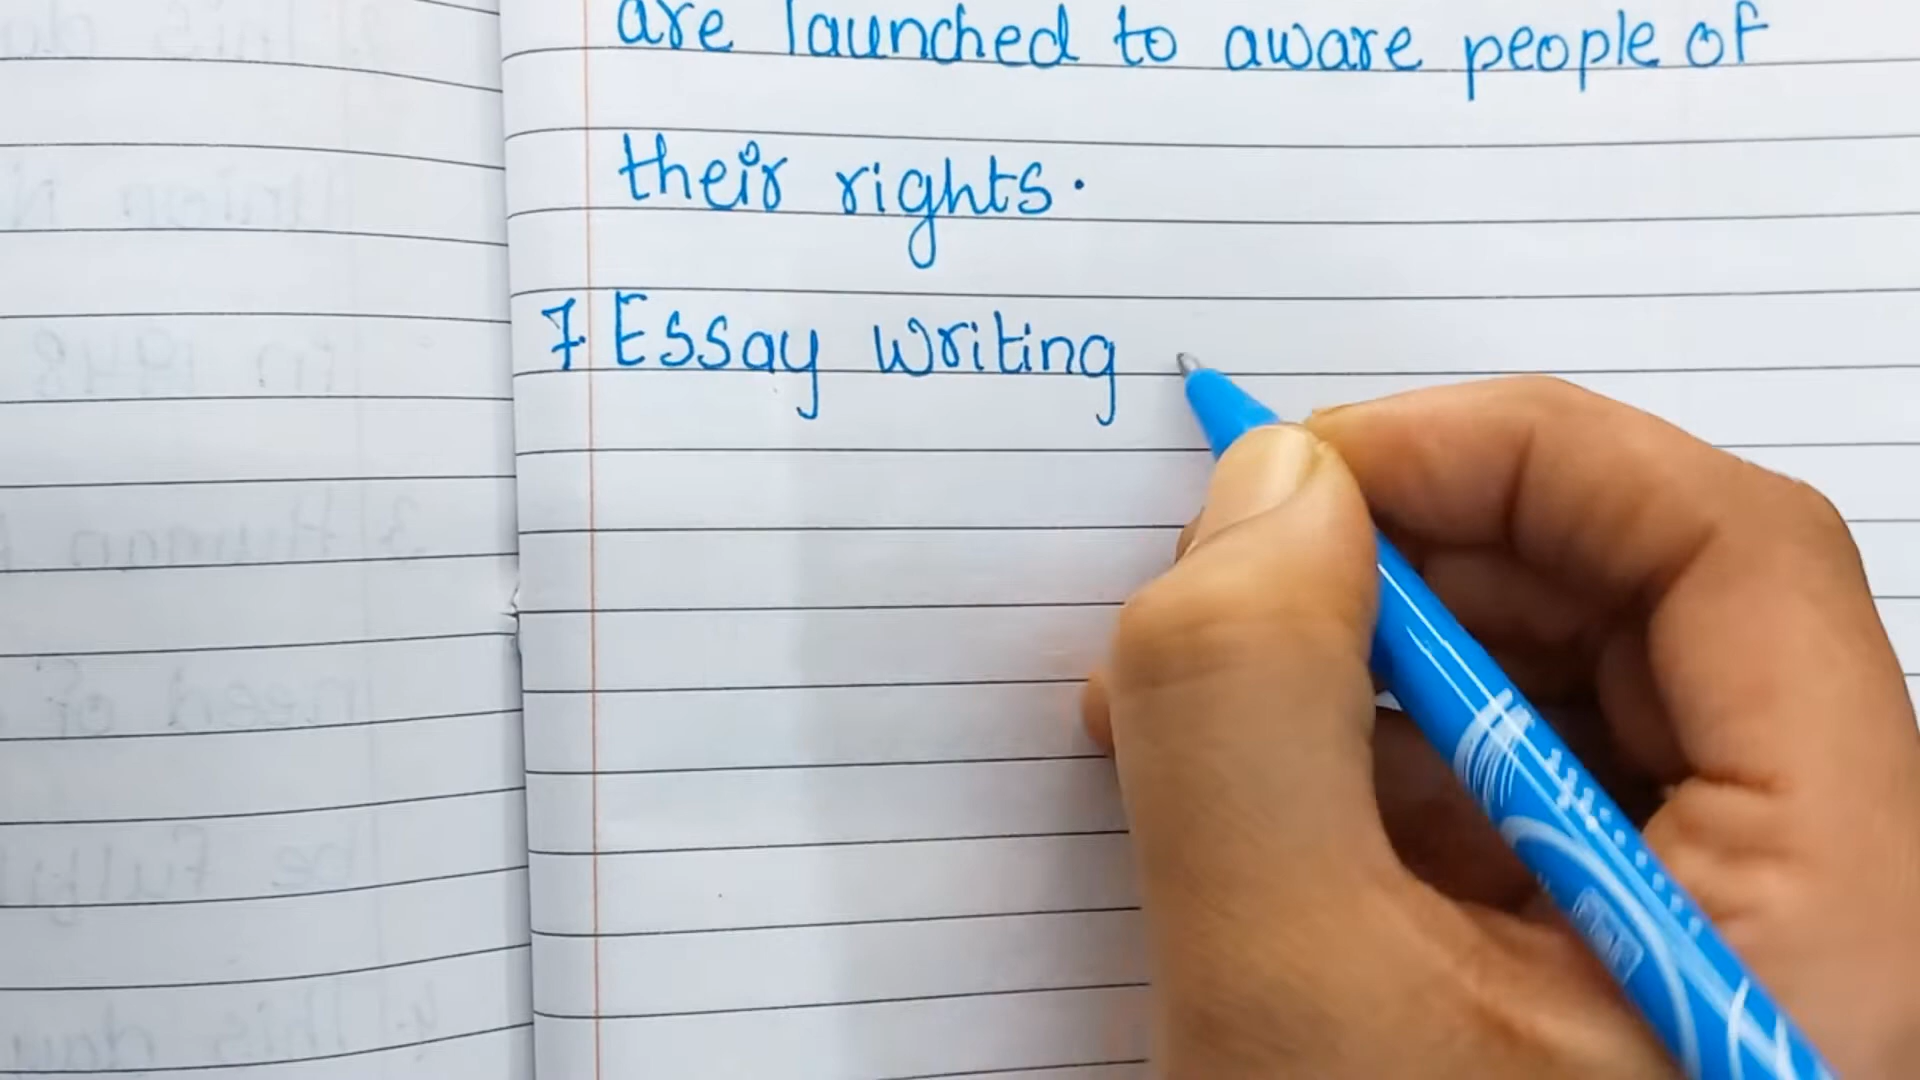 are launched to aware people of
their rights.
7. Essay writing